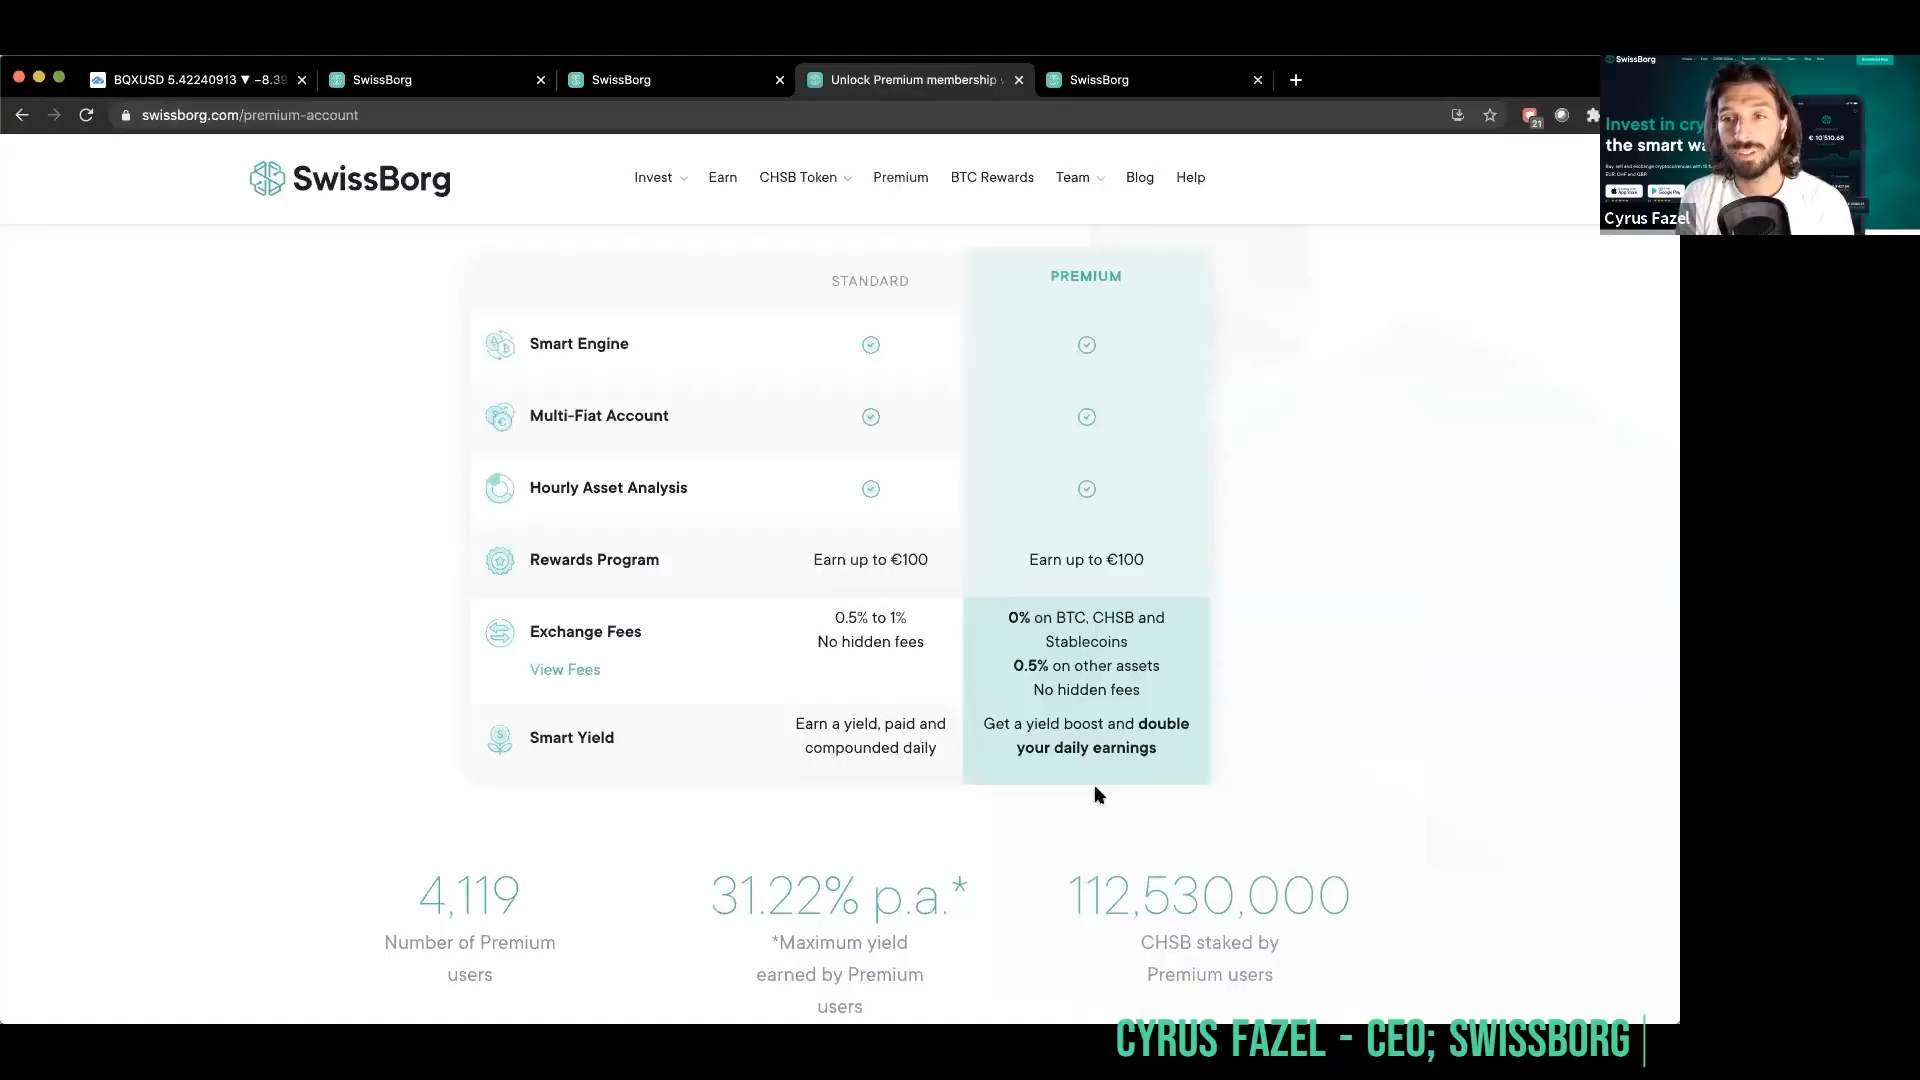 BQXUSD 5.42240913 ▼ −8.39
SwissBorg
SwissBorg
Unlock Premium membership
SwissBorg
swissborg.com/premium-account
21
SwissBorg
Invest
Earn
CHSB Token
Premium
BTC Rewards
Team
Blog
Help
SwissBorg
Invest in cry
the smart wa
€ 10'510.68
Cyrus Fazel
STANDARD
PREMIUM
Smart Engine
Multi-Fiat Account
Hourly Asset Analysis
Rewards Program
Earn up to €100
Earn up to €100
Exchange Fees
View Fees
0.5% to 1%
No hidden fees
0% on BTC, CHSB and
Stablecoins
0.5% on other assets
No hidden fees
Smart Yield
Earn a yield, paid and
compounded daily
Get a yield boost and double
your daily earnings
4,119
Number of Premium
users
31.22% p.a.*
*Maximum yield
earned by Premium
users
112,530,000
CHSB staked by
Premium users
CYRUS FAZEL - CEO; SWISSBORG